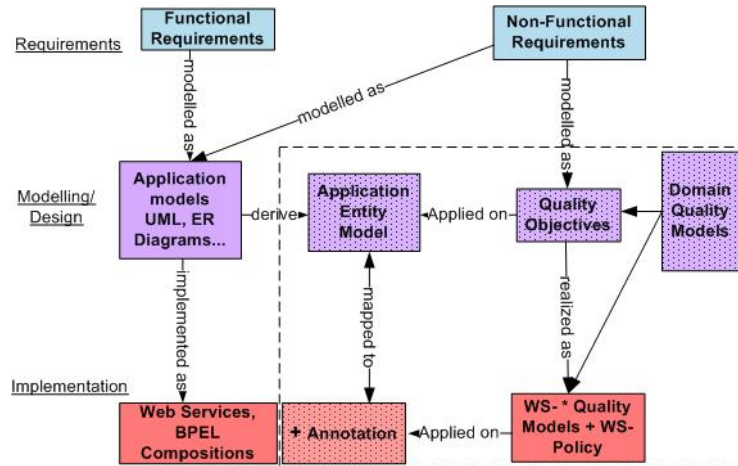 Requirements
Functional
Requirements
Non-Functional
Requirements
modelled as
modelled as
modelled as
Modelling/
Design
Application
models
UML, ER
Diagrams...
derive
Application
Entity
Model
Applied on
Quality
Objectives
Domain
Quality
Models
implemented as
mapped to
realized as
Implementation
Web Services,
BPEL
Compositions
+ Annotation
Applied on
WS- * Quality
Models + WS-
Policy